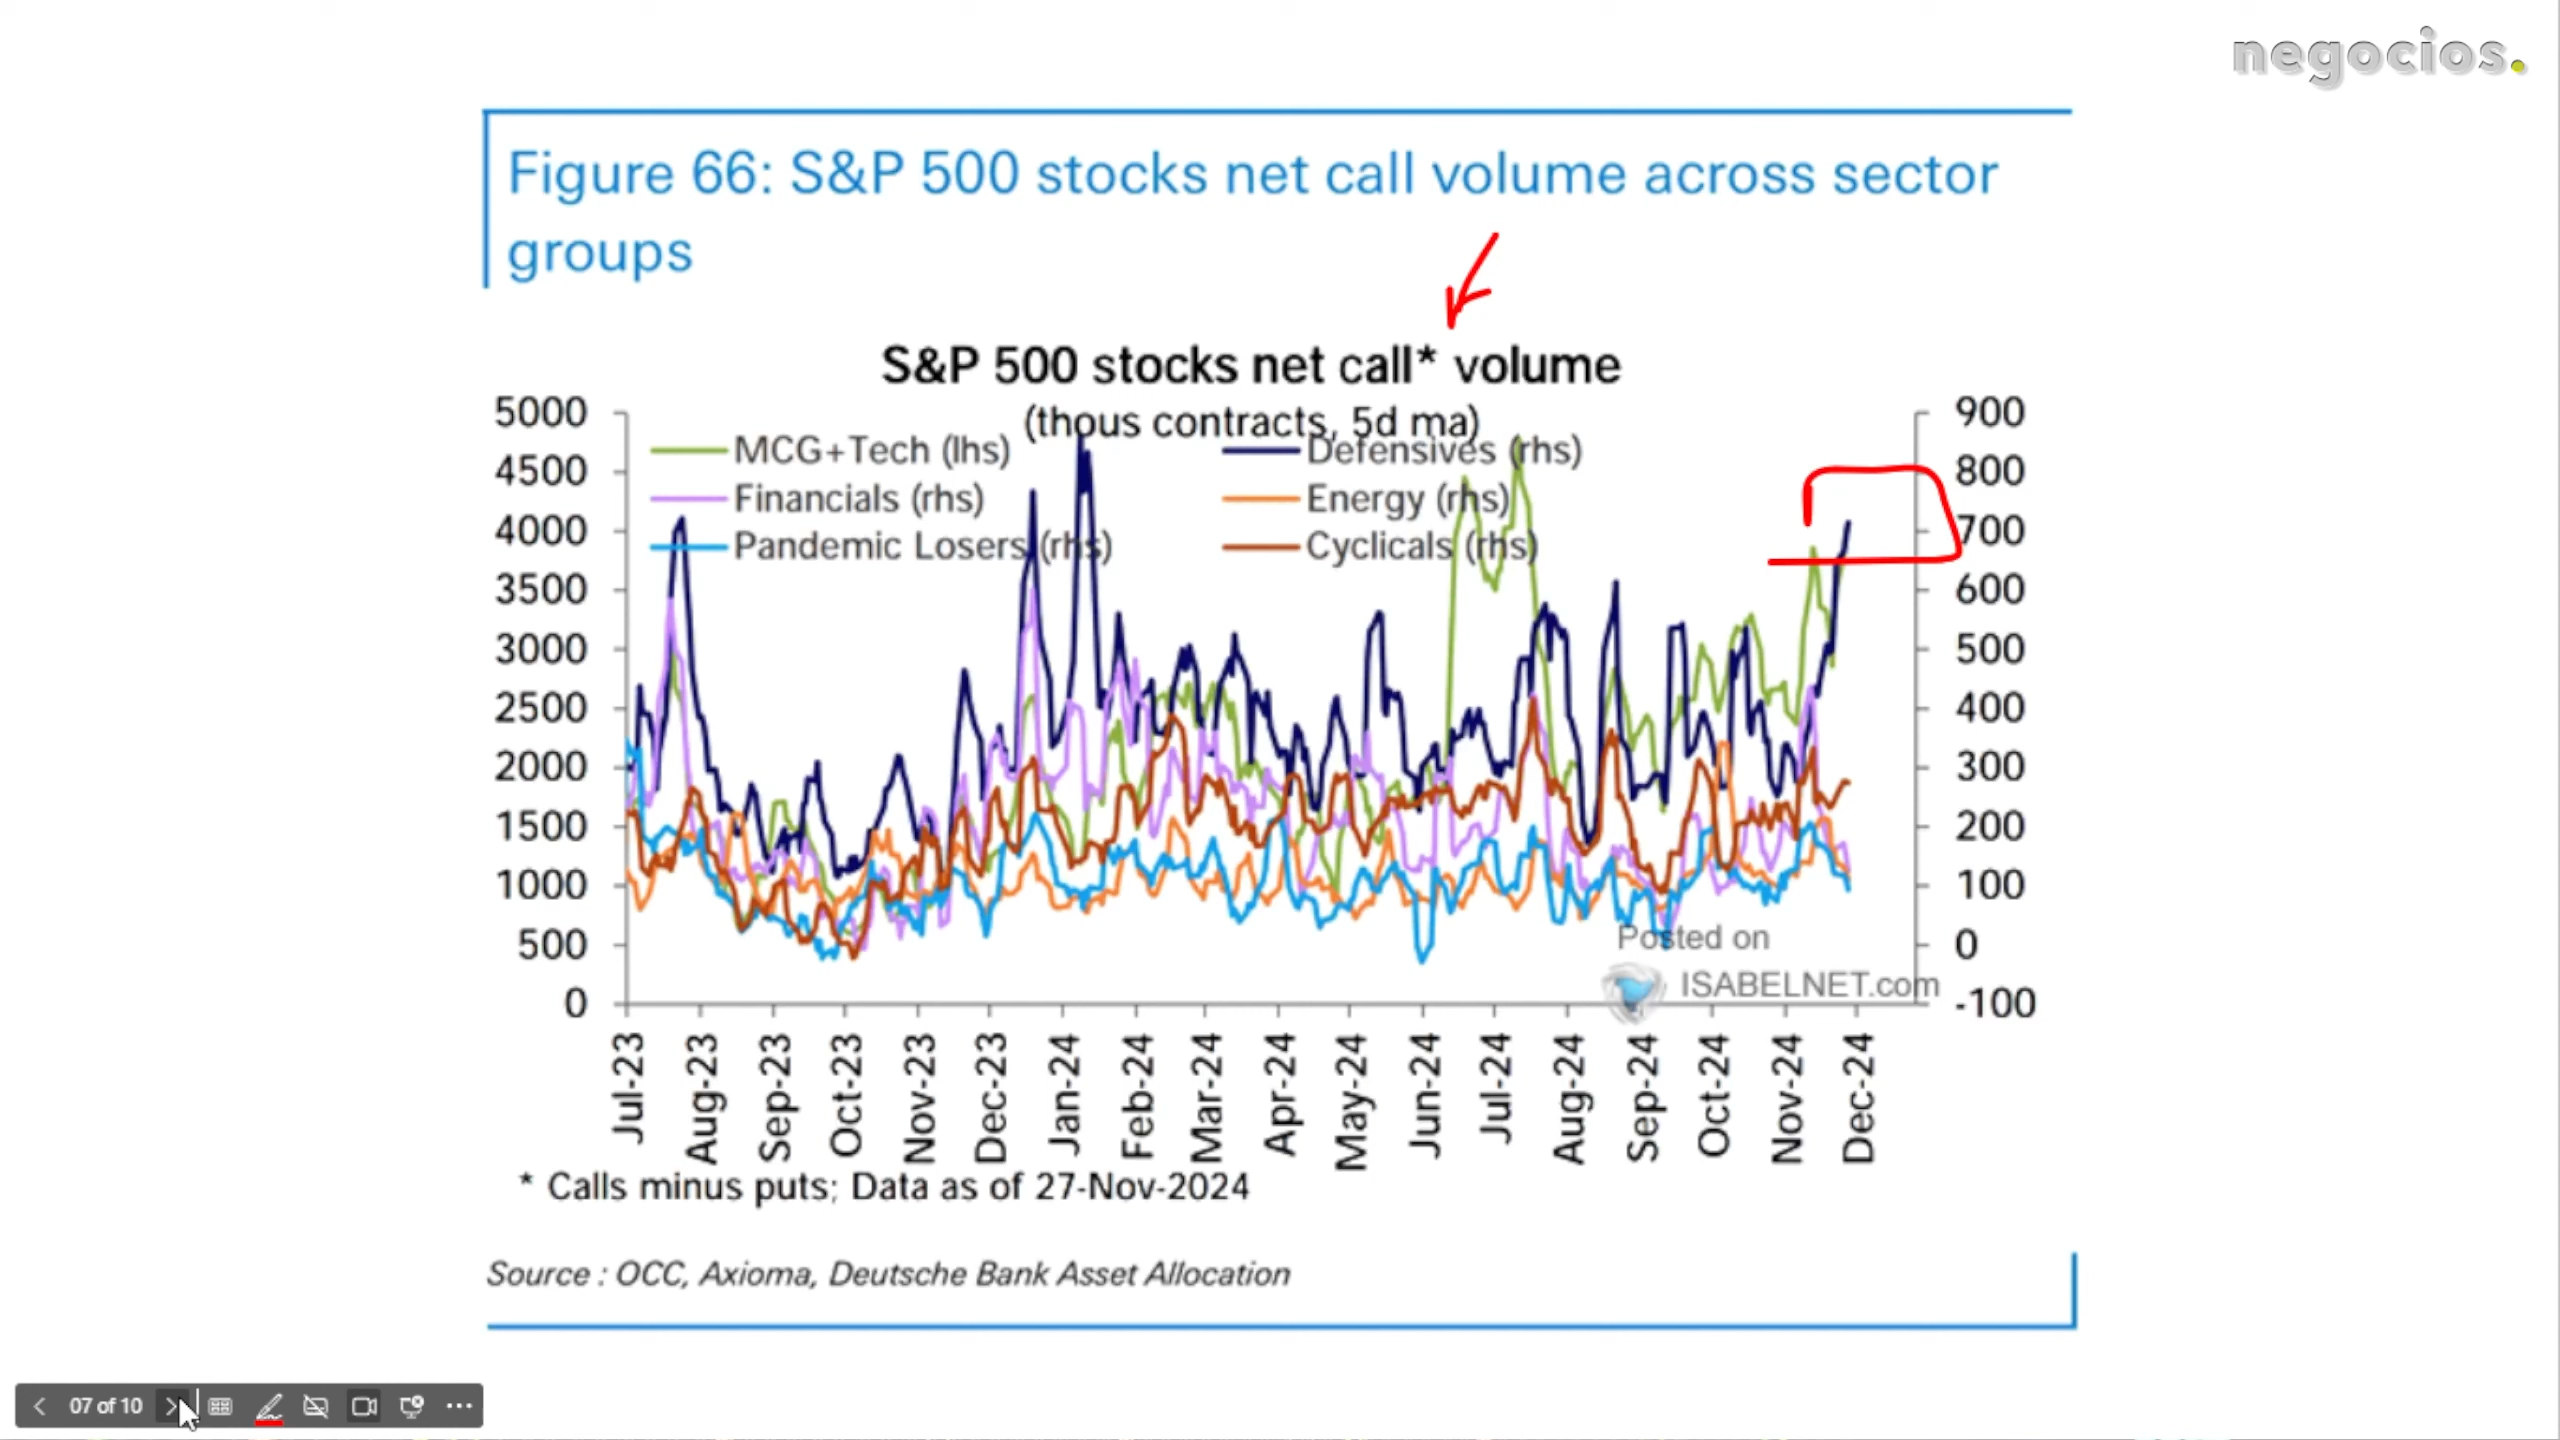 negocios.
Figure 66: S&P 500 stocks net call volume across sector
groups
S&P 500 stocks net call* volume
(thous contracts, 5d ma)
MCG+Tech (lhs)
Defensives (rhs)
Financials (rhs)
Energy (rhs)
Pandemic Losers (rhs)
Cyclicals (rhs)
5000
4500
4000
3500
3000
2500
2000
1500
1000
500
0
900
800
700
600
500
400
300
200
100
0
-100
Posted on
ISABELNET.com
Jul-23
Aug-23
Sep-23
Oct-23
Nov-23
Dec-23
Jan-24
Feb-24
Mar-24
Apr-24
May-24
Jun-24
Jul-24
Aug-24
Sep-24
Oct-24
Nov-24
Dec-24
* Calls minus puts; Data as of 27-Nov-2024
Source : OCC, Axioma, Deutsche Bank Asset Allocation
07 of 10